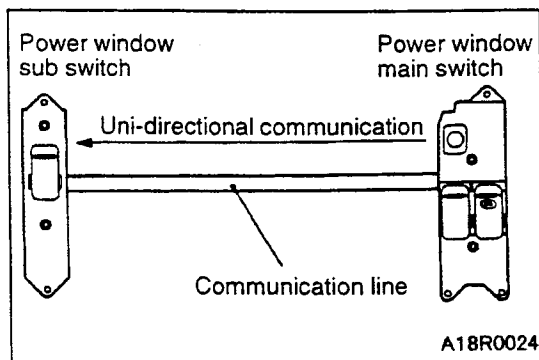 Power window
sub switch
Power window
main switch
Uni-directional communication
Communication line
A18R0024